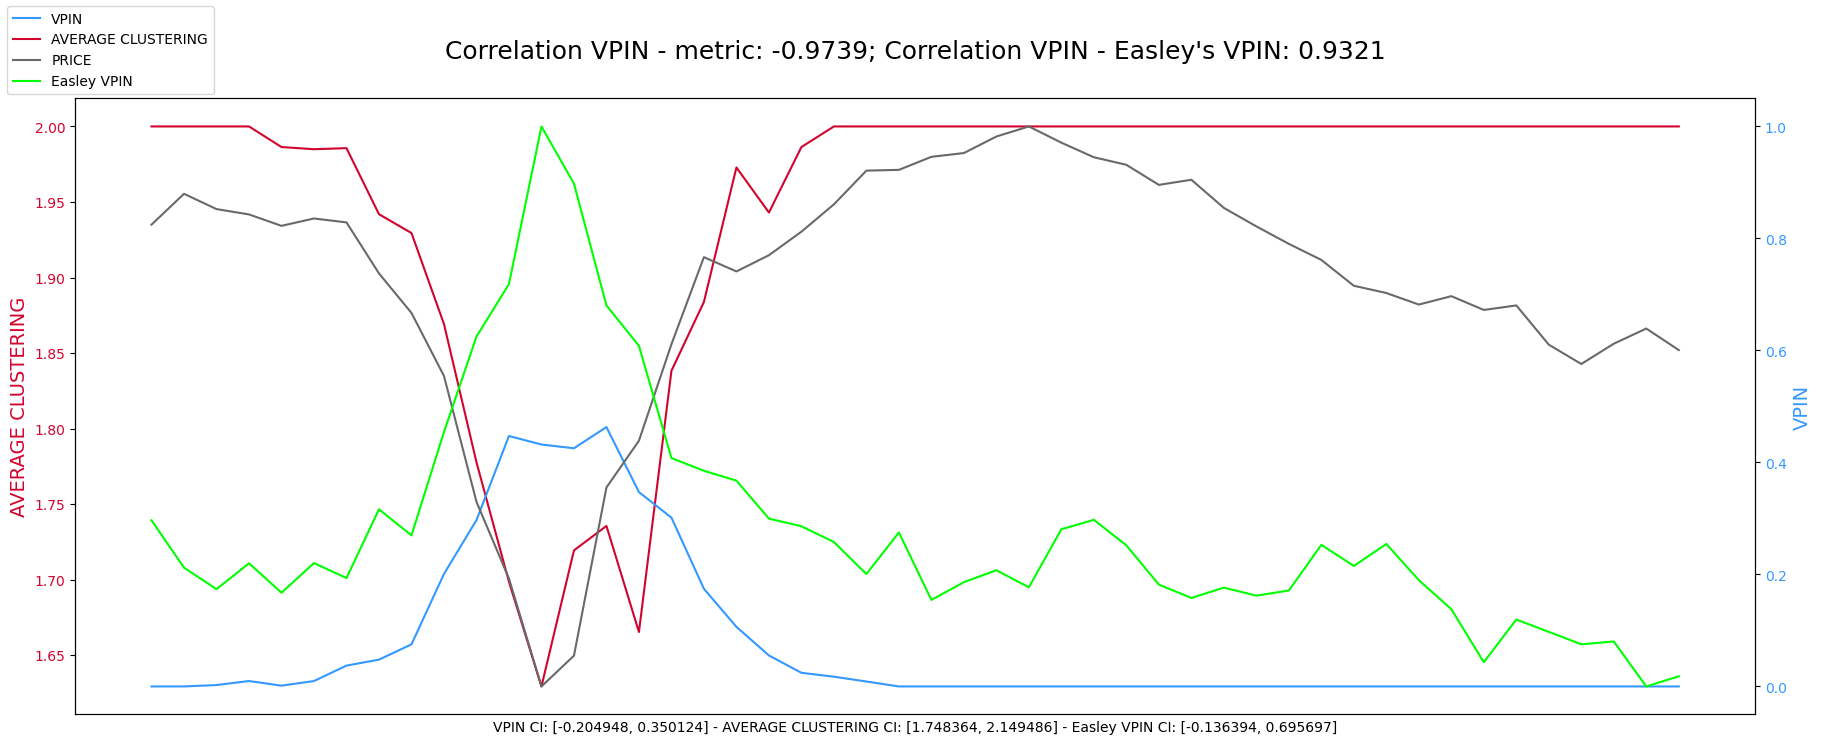 VPIN
AVERAGE CLUSTERING
PRICE
Easley VPIN
Correlation VPIN - metric: -0.9739; Correlation VPIN - Easley's VPIN: 0.9321
AVERAGE CLUSTERING
2.00
1.95
1.90
1.85
1.80
1.75
1.70
1.65
1.0
0.8
0.6
0.4
0.2
0.0
VPIN
VPIN CI: [-0.204948, 0.350124] - AVERAGE CLUSTERING CI: [1.748364, 2.149486] - Easley VPIN CI: [-0.136394, 0.695697]